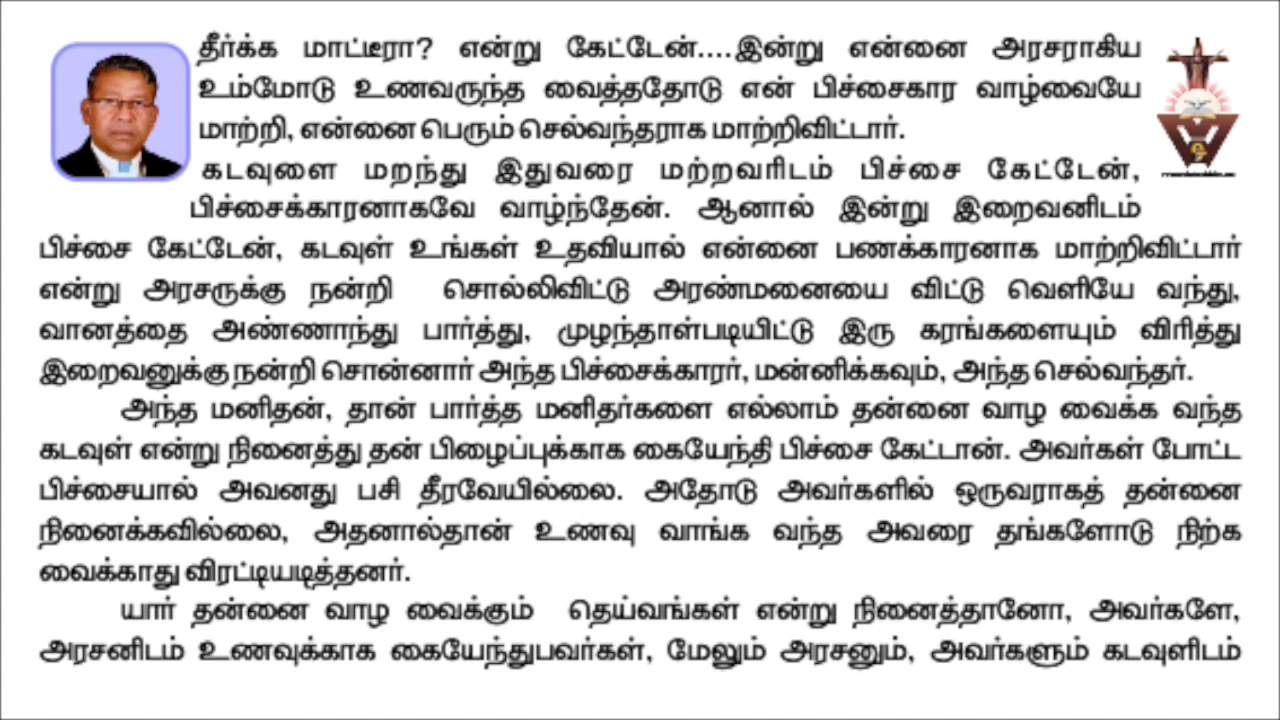 தீர்க்க மாட்டீரா? என்று கேட்டேன்....இன்று என்னை அரசராகிய
உம்மோடு உணவருந்த வைத்ததோடு என் பிச்சைகார வாழ்வையே
மாற்றி, என்னை பெரும் செல்வந்தராக மாற்றிவிட்டார்.
கடவுளை மறந்து இதுவரை மற்றவரிடம் பிச்சை கேட்டேன்,
பிச்சைக்காரனாகவே வாழ்ந்தேன். ஆனால் இன்று இறைவனிடம்
பிச்சை கேட்டேன், கடவுள் உங்கள் உதவியால் என்னை பணக்காரனாக மாற்றிவிட்டார்
என்று அரசருக்கு நன்றி சொல்லிவிட்டு அரண்மனையை விட்டு வெளியே வந்து,
வானத்தை அண்ணாந்து பார்த்து, முழந்தாள்படியிட்டு இரு கரங்களையும் விரித்து
இறைவனுக்கு நன்றி சொன்னார் அந்த பிச்சைக்காரர், மன்னிக்கவும், அந்த செல்வந்தர்.
அந்த மனிதன், தான் பார்த்த மனிதர்களை எல்லாம் தன்னை வாழ வைக்க வந்த
கடவுள் என்று நினைத்து தன் பிழைப்புக்காக கையேந்தி பிச்சை கேட்டான். அவர்கள் போட்ட
பிச்சையால் அவனது பசி தீரவேயில்லை. அதோடு அவர்களில் ஒருவராகத் தன்னை
நினைக்கவில்லை, அதனால்தான் உணவு வாங்க வந்த அவரை தங்களோடு நிற்க
வைக்காது விரட்டியடித்தனர்.
யார் தன்னை வாழ வைக்கும் தெய்வங்கள் என்று நினைத்தானோ, அவர்களே,
அரசனிடம் உணவுக்காக கையேந்துபவர்கள், மேலும் அரசனும், அவர்களும் கடவுளிடம்